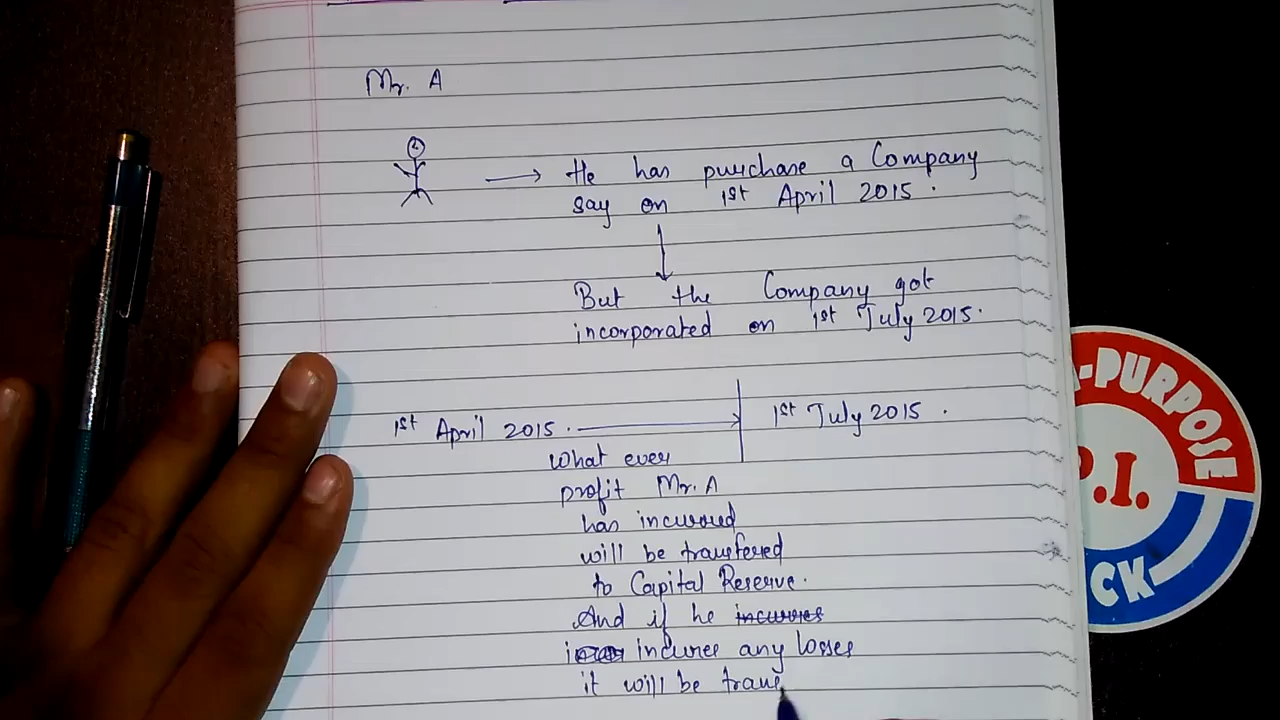 Mr. A
He has purchase a Company
say on 1st April 2015.
But the Company got
incorporated on 1st July 2015.
1st April 2015. 1st July 2015.
What ever
profit Mr. A
has incurred
will be transfered
to Capital Reserve.
And if he incurres
incures any losses
it will be trans
-PURPOSE
P.I.
CK